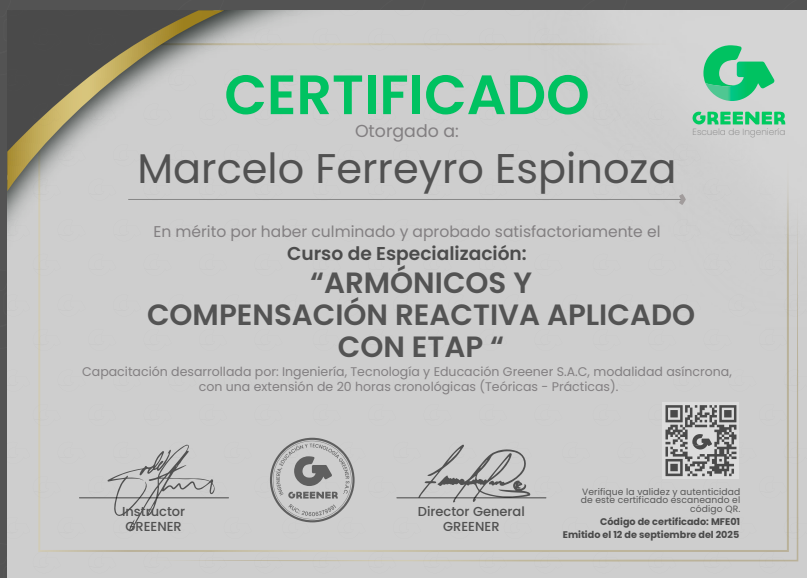 CERTIFICADO
GREENER
Escuela de Ingeniería
Otorgado a:
Marcelo Ferreyro Espinoza
En mérito por haber culminado y aprobado satisfactoriamente el
Curso de Especialización:
“ARMÓNICOS Y
COMPENSACIÓN REACTIVA APLICADO
CON ETAP “
Capacitación desarrollada por: Ingeniería, Tecnología y Educación Greener S.A.C, modalidad asíncrona,
con una extensión de 20 horas cronológicas (Teóricas - Prácticas).
Instructor
GREENER
GREENER
Director General
GREENER
Verifique la validez y autenticidad
de este certificado escaneando el
código QR.
Código de certificado: MFE01
Emitido el 12 de septiembre del 2025